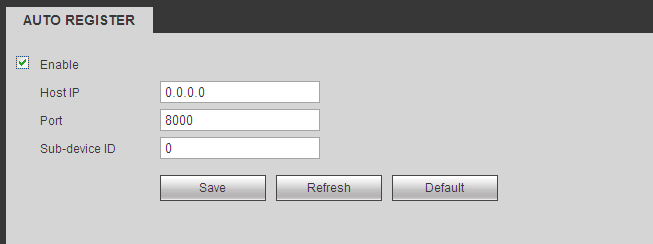 AUTO REGISTER
Enable
Host IP 0.0.0.0
Port 8000
Sub-device ID 0
Save Refresh Default